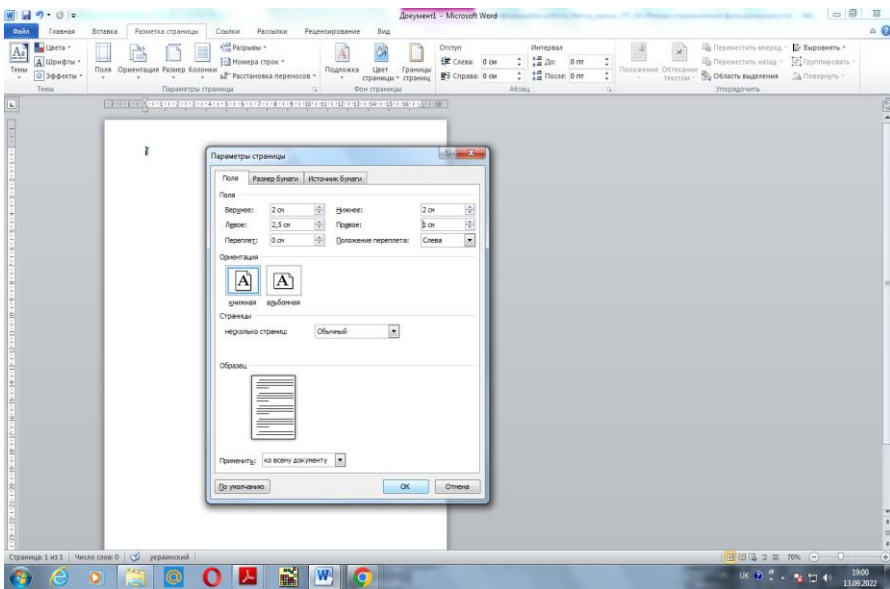 Документ1 - Microsoft Word
Файл Главная Вставка Разметка страницы Ссылки Рассылки Рецензирование Вид
Цвета Разрывы Отступ Интервал Переместить вперед Выровнять
Шрифты Номера строк Слева: 0 см До: 0 пт Переместить назад Группировать
Темы Эффекты Поля Ориентация Размер Колонки Расстановка переносов Подложка Цвет страницы Границы страниц Справа: 0 см После: 0 пт Положение Обтекание текстом Область выделения Повернуть
Темы Параметры страницы Фон страницы Абзац Упорядочить
Параметры страницы
Поля Размер бумаги Источник бумаги
Поля
Верхнее: 2 см Нижнее: 2 см
Левое: 2,5 см Правое: 1 см
Переплет: 0 см Положение переплета: Слева
Ориентация
книжная альбомная
Страницы
несколько страниц: Обычный
Образец
Применить: ко всему документу
По умолчанию ОК Отмена
Страница: 1 из 1 Число слов: 0 украинский 70%
UK 19:00
13.09.2022